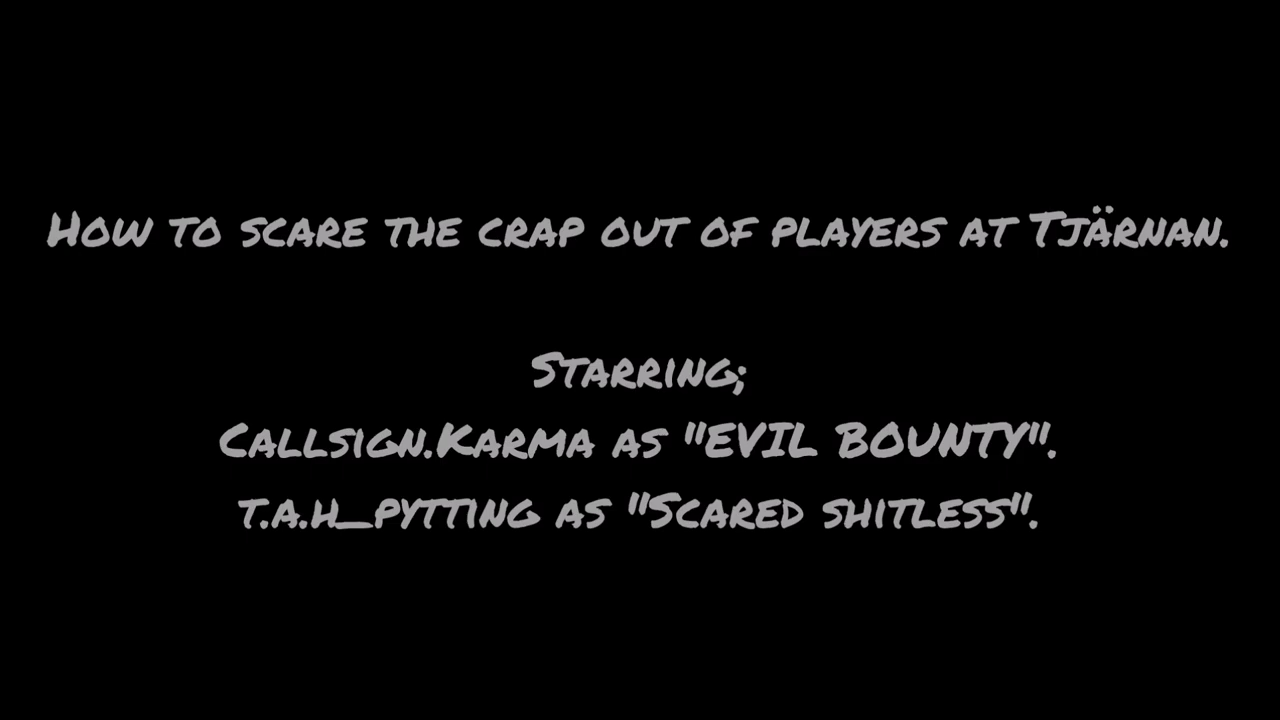 How to scare the crap out of players at Tjärnan.
Starring;
Callsign.Karma as "EVIL BOUNTY".
t.a.h_pytting as "Scared shitless".